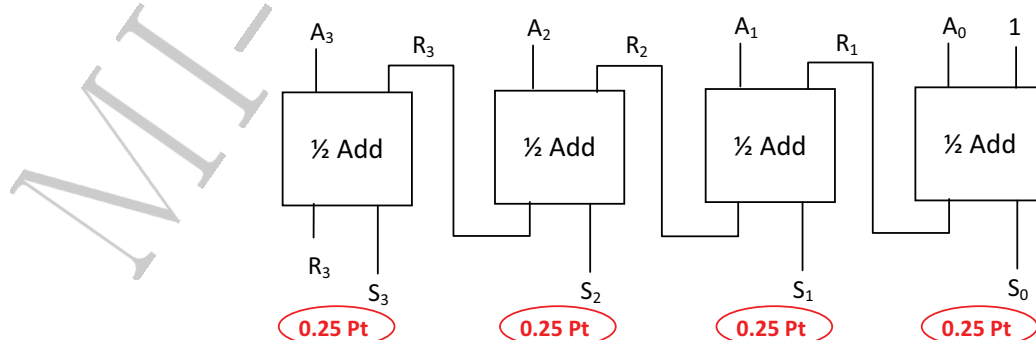 A₃ R₃ A₂ R₂ A₁ R₁ A₀ 1
½ Add ½ Add ½ Add ½ Add
R₃ S₃ S₂ S₁ S₀
0.25 Pt 0.25 Pt 0.25 Pt 0.25 Pt
MI-